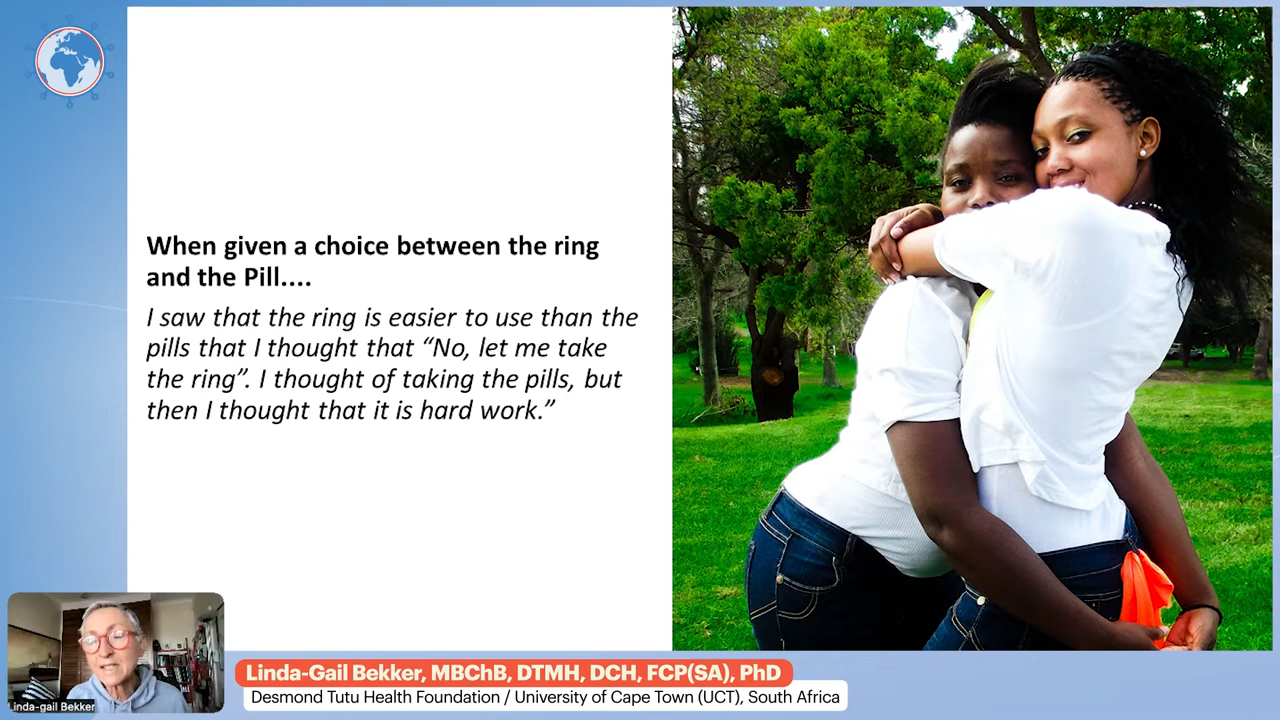 When given a choice between the ring
and the Pill....
I saw that the ring is easier to use than the
pills that I thought that “No, let me take
the ring”. I thought of taking the pills, but
then I thought that it is hard work.”
Linda-gail Bekker
Linda-Gail Bekker, MBChB, DTMH, DCH, FCP(SA), PhD
Desmond Tutu Health Foundation / University of Cape Town (UCT), South Africa